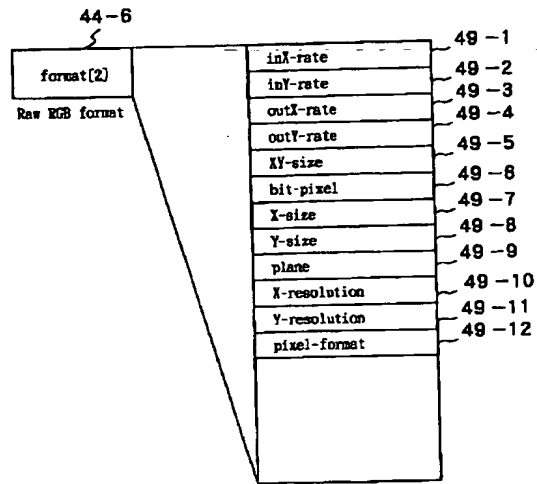 44-6
format[2]
Raw RGB format
inX-rate 49-1
inY-rate 49-2
outX-rate 49-3
outY-rate 49-4
XY-size 49-5
bit-pixel 49-6
X-size 49-7
Y-size 49-8
plane 49-9
X-resolution 49-10
Y-resolution 49-11
pixel-format 49-12